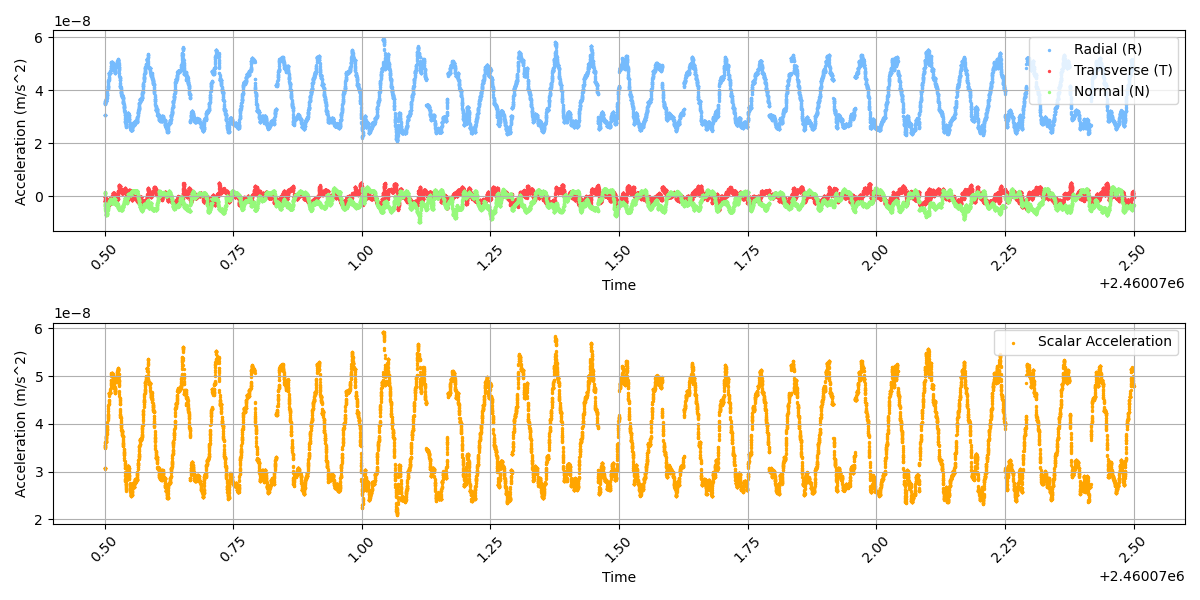 1e−8
Acceleration (m/s^2)
6
4
2
0
Radial (R)
Transverse (T)
Normal (N)
0.50
0.75
1.00
1.25
1.50
1.75
2.00
2.25
2.50
Time
+2.46007e6
1e−8
Acceleration (m/s^2)
6
5
4
3
2
Scalar Acceleration
0.50
0.75
1.00
1.25
1.50
1.75
2.00
2.25
2.50
Time
+2.46007e6